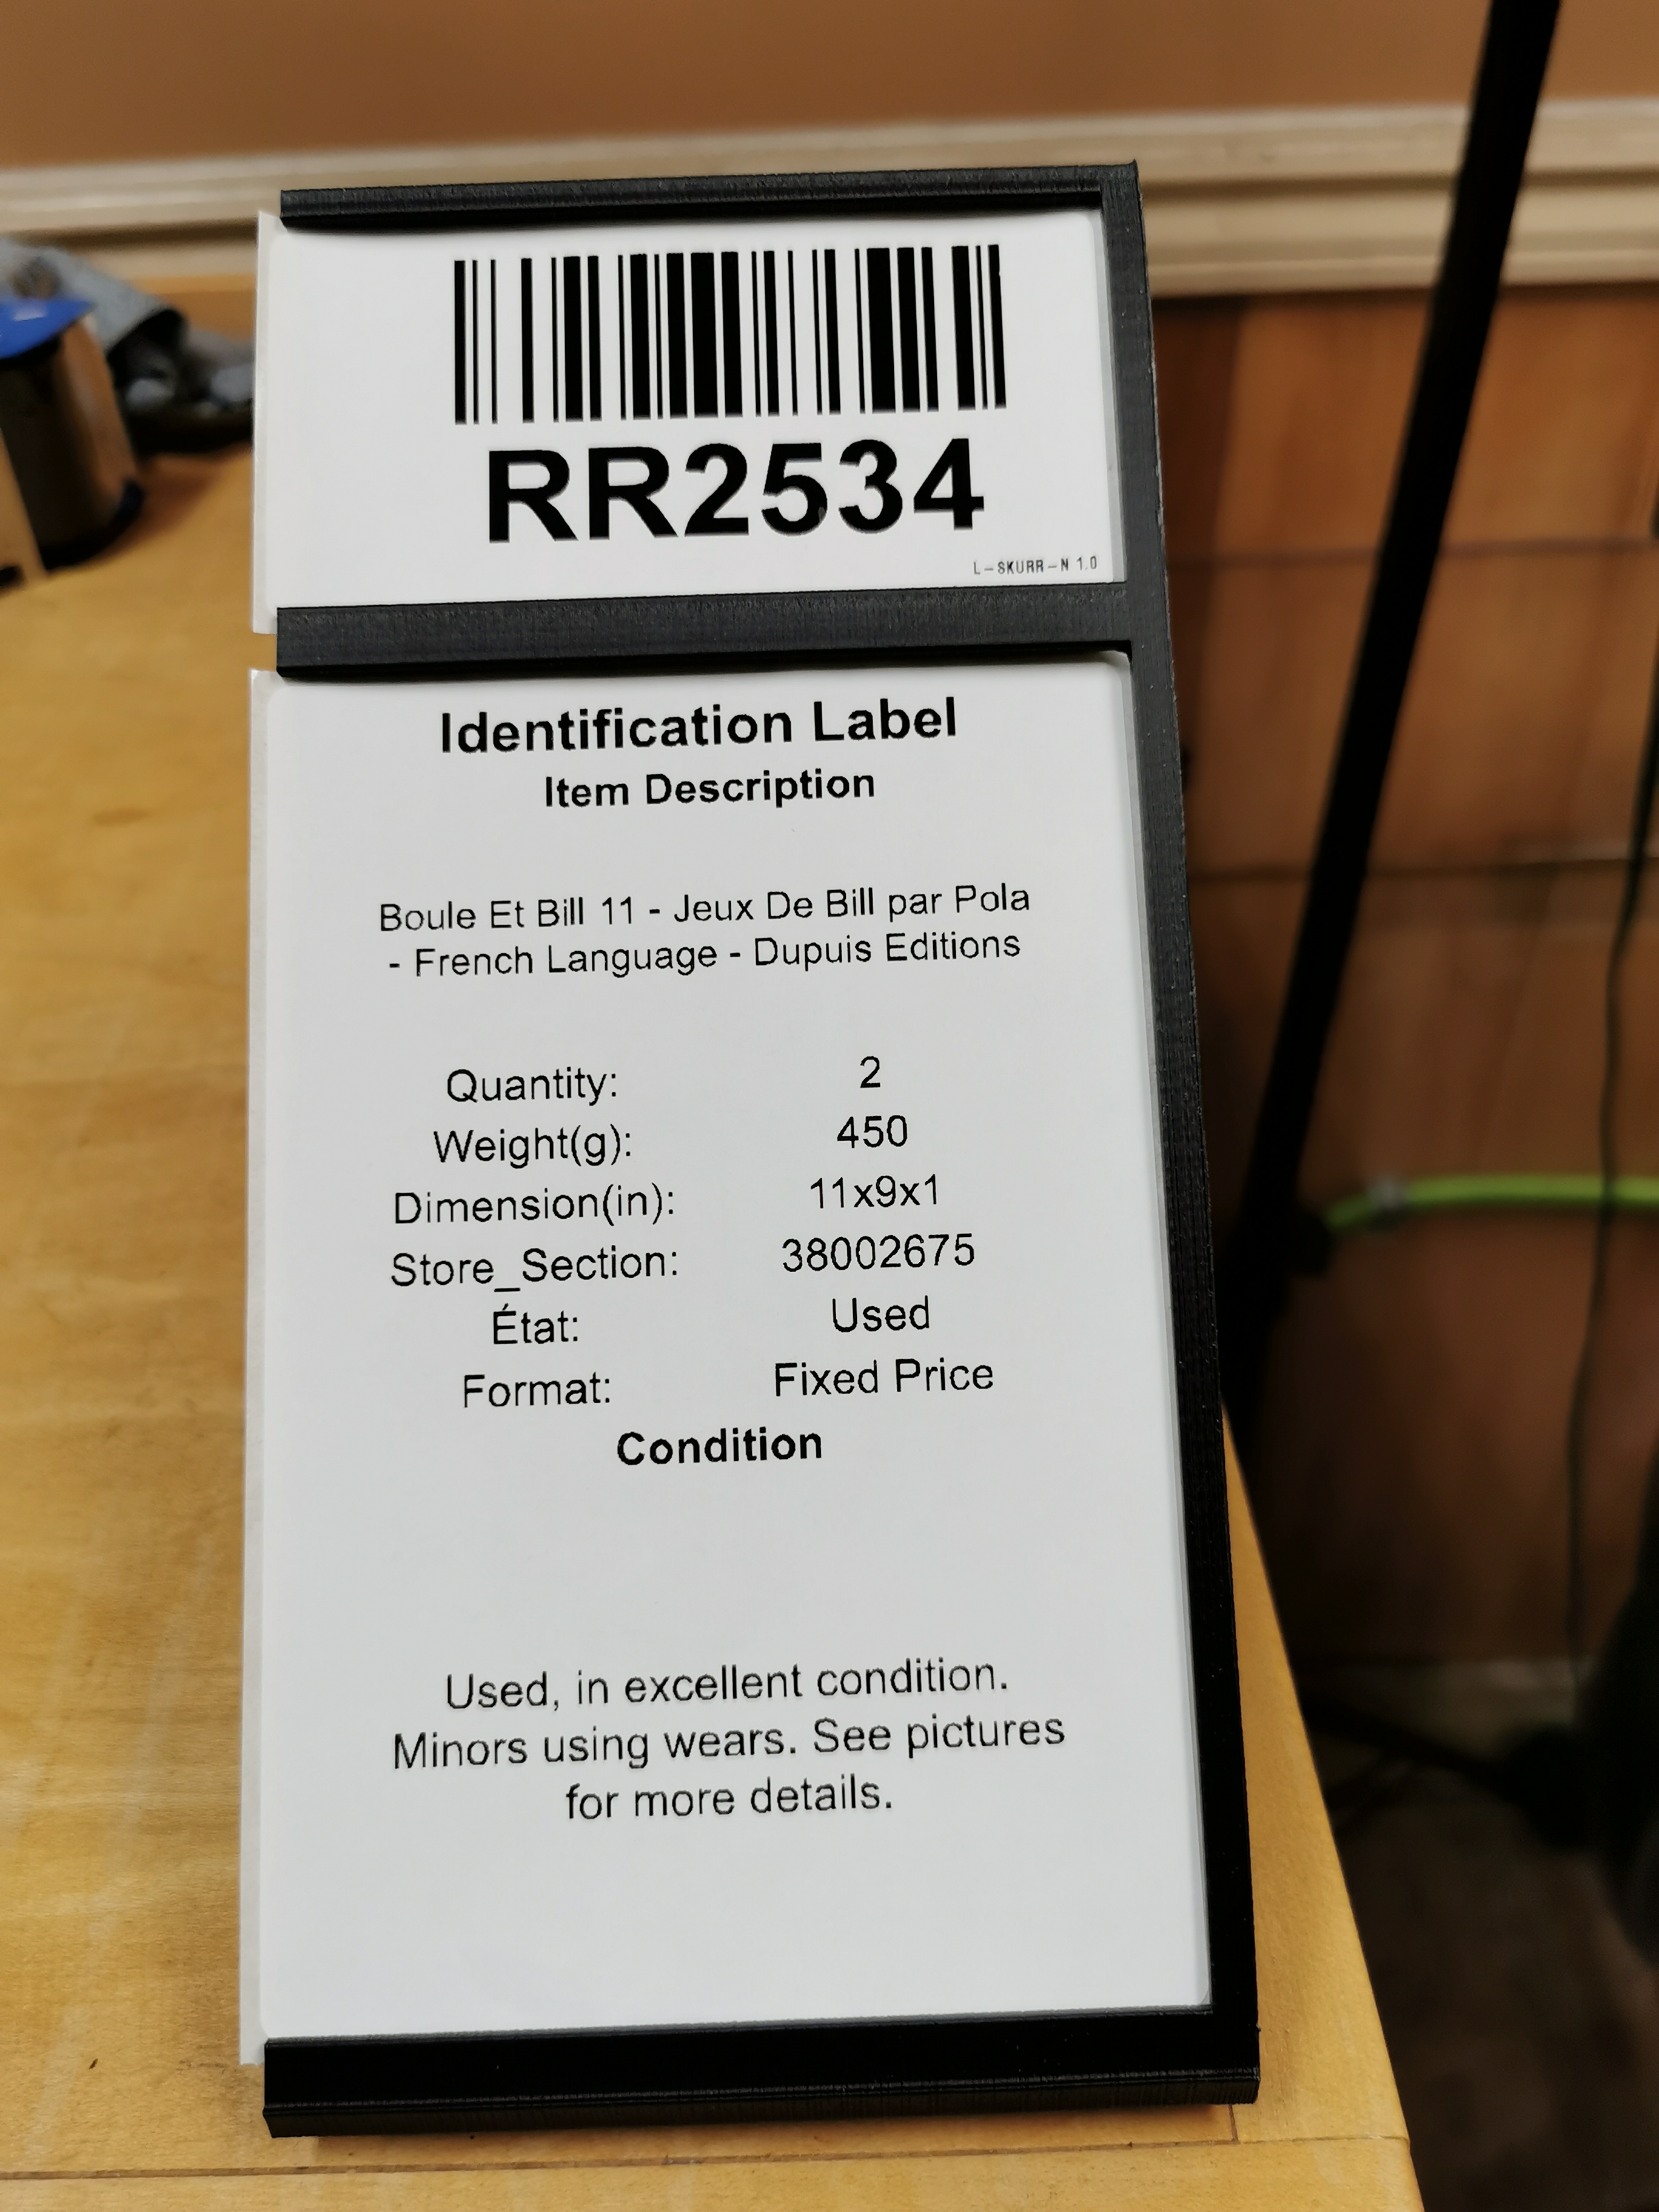 RR2534
L-SKURR-N 1.0
Identification Label
Item Description
Boule Et Bill 11 - Jeux De Bill par Pola
- French Language - Dupuis Editions
Quantity: 2
Weight(g): 450
Dimension(in): 11x9x1
Store_Section: 38002675
État: Used
Format: Fixed Price
Condition
Used, in excellent condition.
Minors using wears. See pictures
for more details.